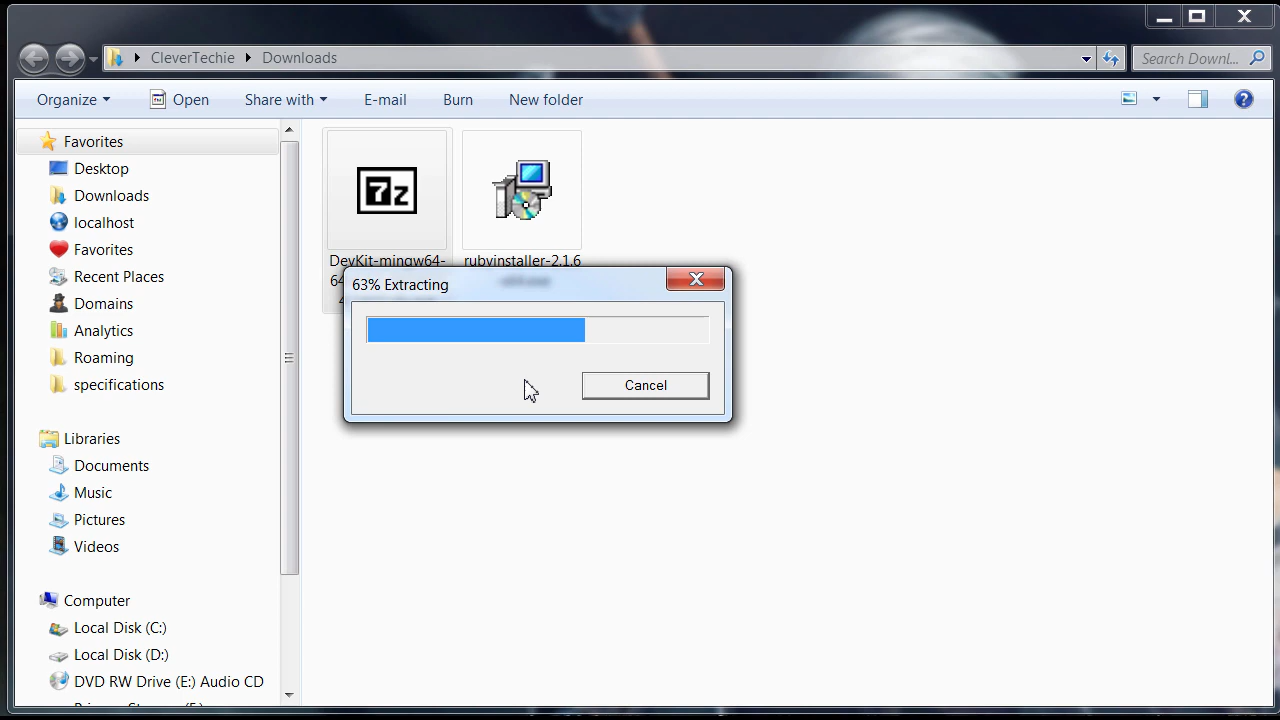 CleverTechie Downloads
Search Downl...
Organize Open Share with E-mail Burn New folder
Favorites
Desktop
Downloads
localhost
Favorites
Recent Places
Domains
Analytics
Roaming
specifications
Libraries
Documents
Music
Pictures
Videos
Computer
Local Disk (C:)
Local Disk (D:)
DVD RW Drive (E:) Audio CD
7z
DevKit-mingw64-
rubyinstaller-2.1.6
63% Extracting
Cancel